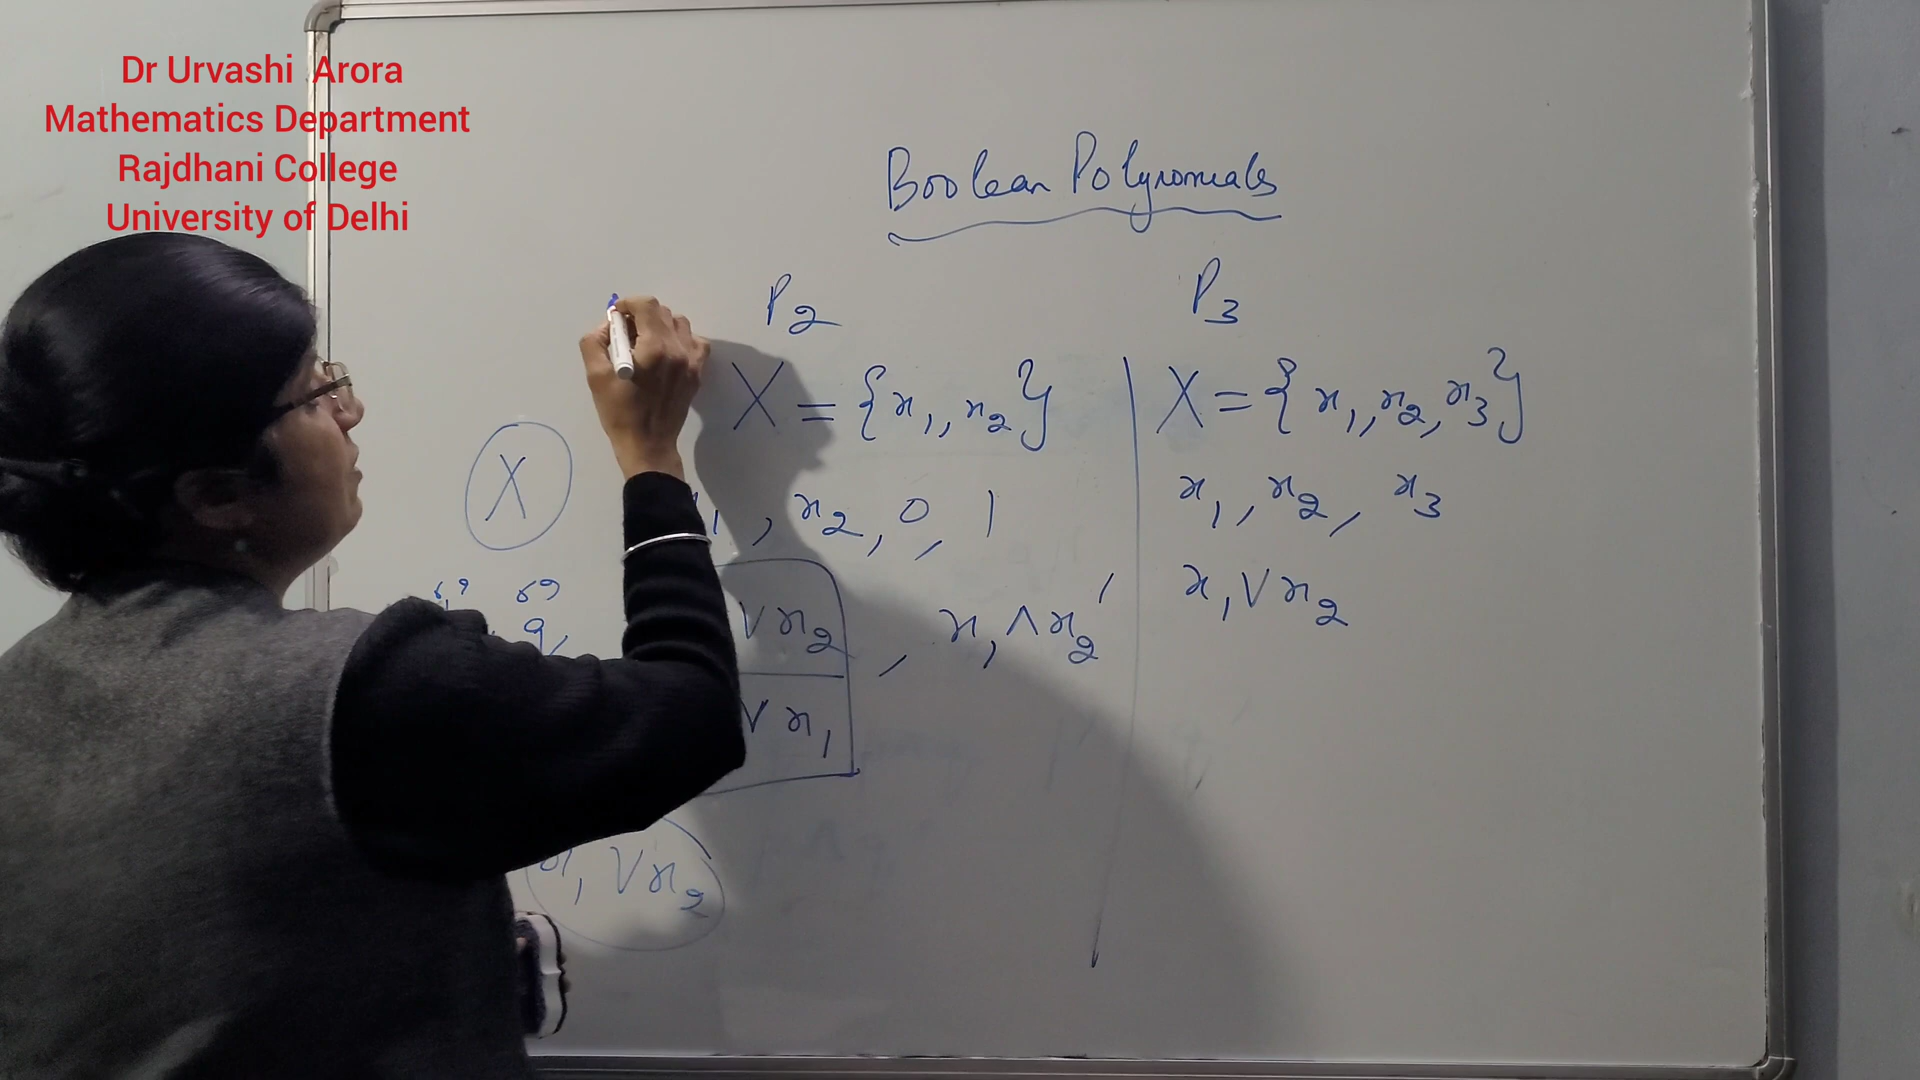 Dr Urvashi Arora
Mathematics Department
Rajdhani College
University of Delhi
Boolean Polynomials
P2
X = {x1, x2}
X
1, x2, 0, 1
∨ x2, x1 ∧ x2'
∨ x1
x1 ∨ x2
P3
X = {x1, x2, x3}
x1, x2, x3
x1 ∨ x2